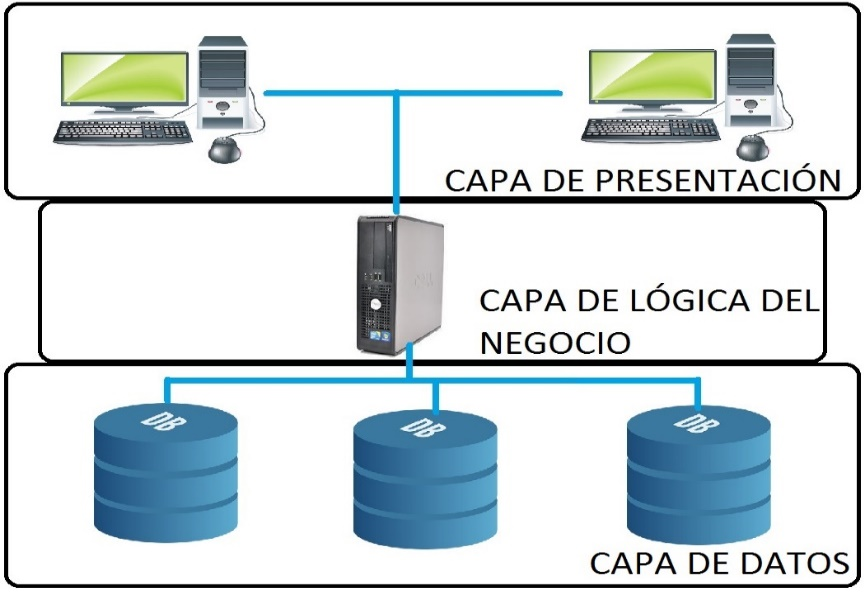 CAPA DE PRESENTACIÓN
CAPA DE LÓGICA DEL
NEGOCIO
DB
DB
DB
CAPA DE DATOS